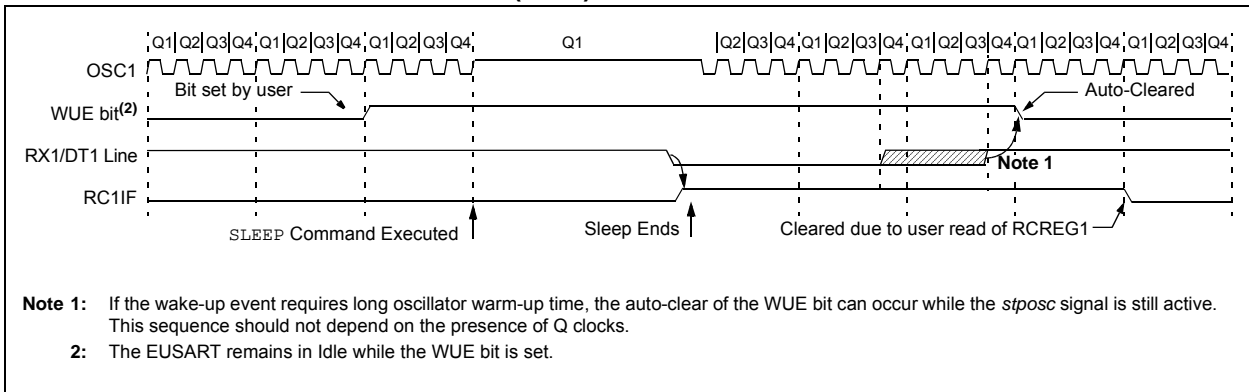 Q1 Q2 Q3 Q4 Q1 Q2 Q3 Q4 Q1 Q2 Q3 Q4 Q1 Q2 Q3 Q4 Q1 Q2 Q3 Q4 Q1 Q2 Q3 Q4 Q1 Q2 Q3 Q4
OSC1
Bit set by user
Auto-Cleared
WUE bit(2)
RX1/DT1 Line
Note 1
RC1IF
SLEEP Command Executed
Sleep Ends
Cleared due to user read of RCREG1
Note 1: If the wake-up event requires long oscillator warm-up time, the auto-clear of the WUE bit can occur while the stposc signal is still active.
This sequence should not depend on the presence of Q clocks.
2: The EUSART remains in Idle while the WUE bit is set.